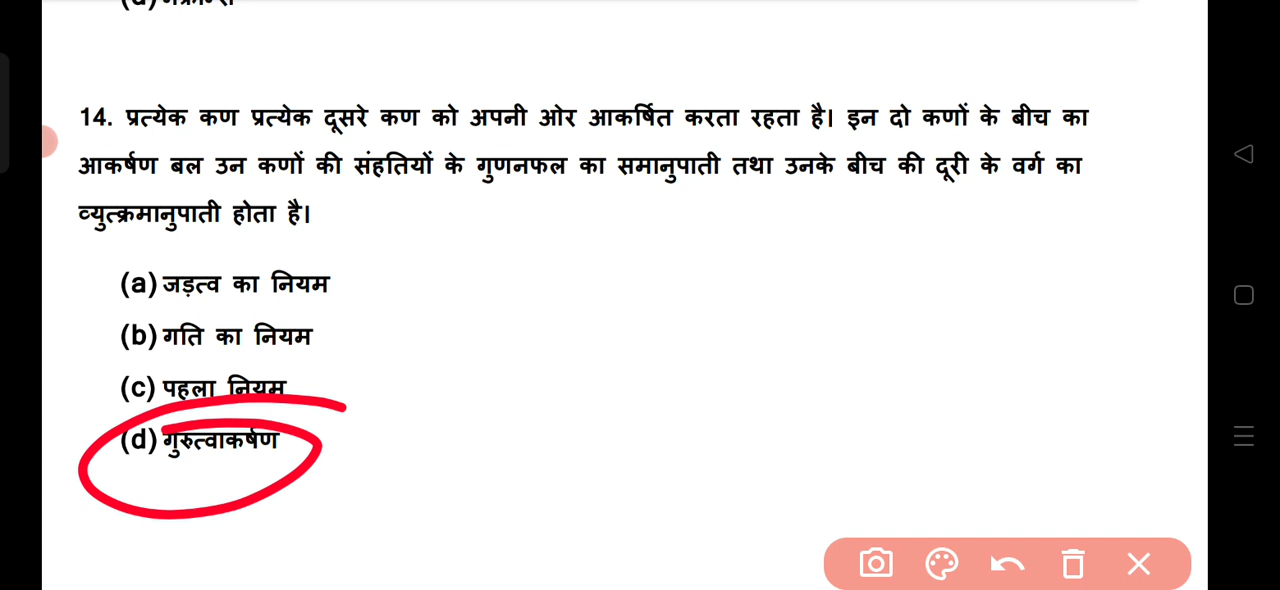 14. प्रत्येक कण प्रत्येक दूसरे कण को अपनी ओर आकर्षित करता रहता है। इन दो कणों के बीच का
आकर्षण बल उन कणों की संहतियों के गुणनफल का समानुपाती तथा उनके बीच की दूरी के वर्ग का
व्युत्क्रमानुपाती होता है।
(a) जड़त्व का नियम
(b) गति का नियम
(c) पहला नियम
(d) गुरुत्वाकर्षण